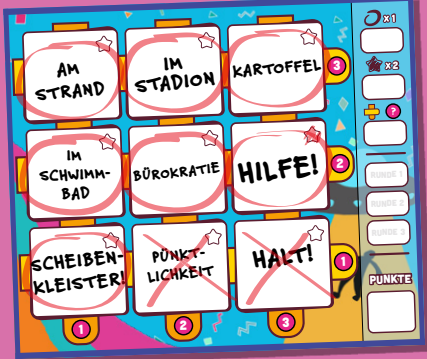 AM
STRAND
IM
STADION
KARTOFFEL
3
IM
SCHWIMM-
BAD
BÜROKRATIE
HILFE!
2
SCHEIBEN-
KLEISTER!
PÜNKT-
LICHKEIT
HALT!
1
1
2
3
x1
x2
?
RUNDE 1
RUNDE 2
RUNDE 3
PUNKTE